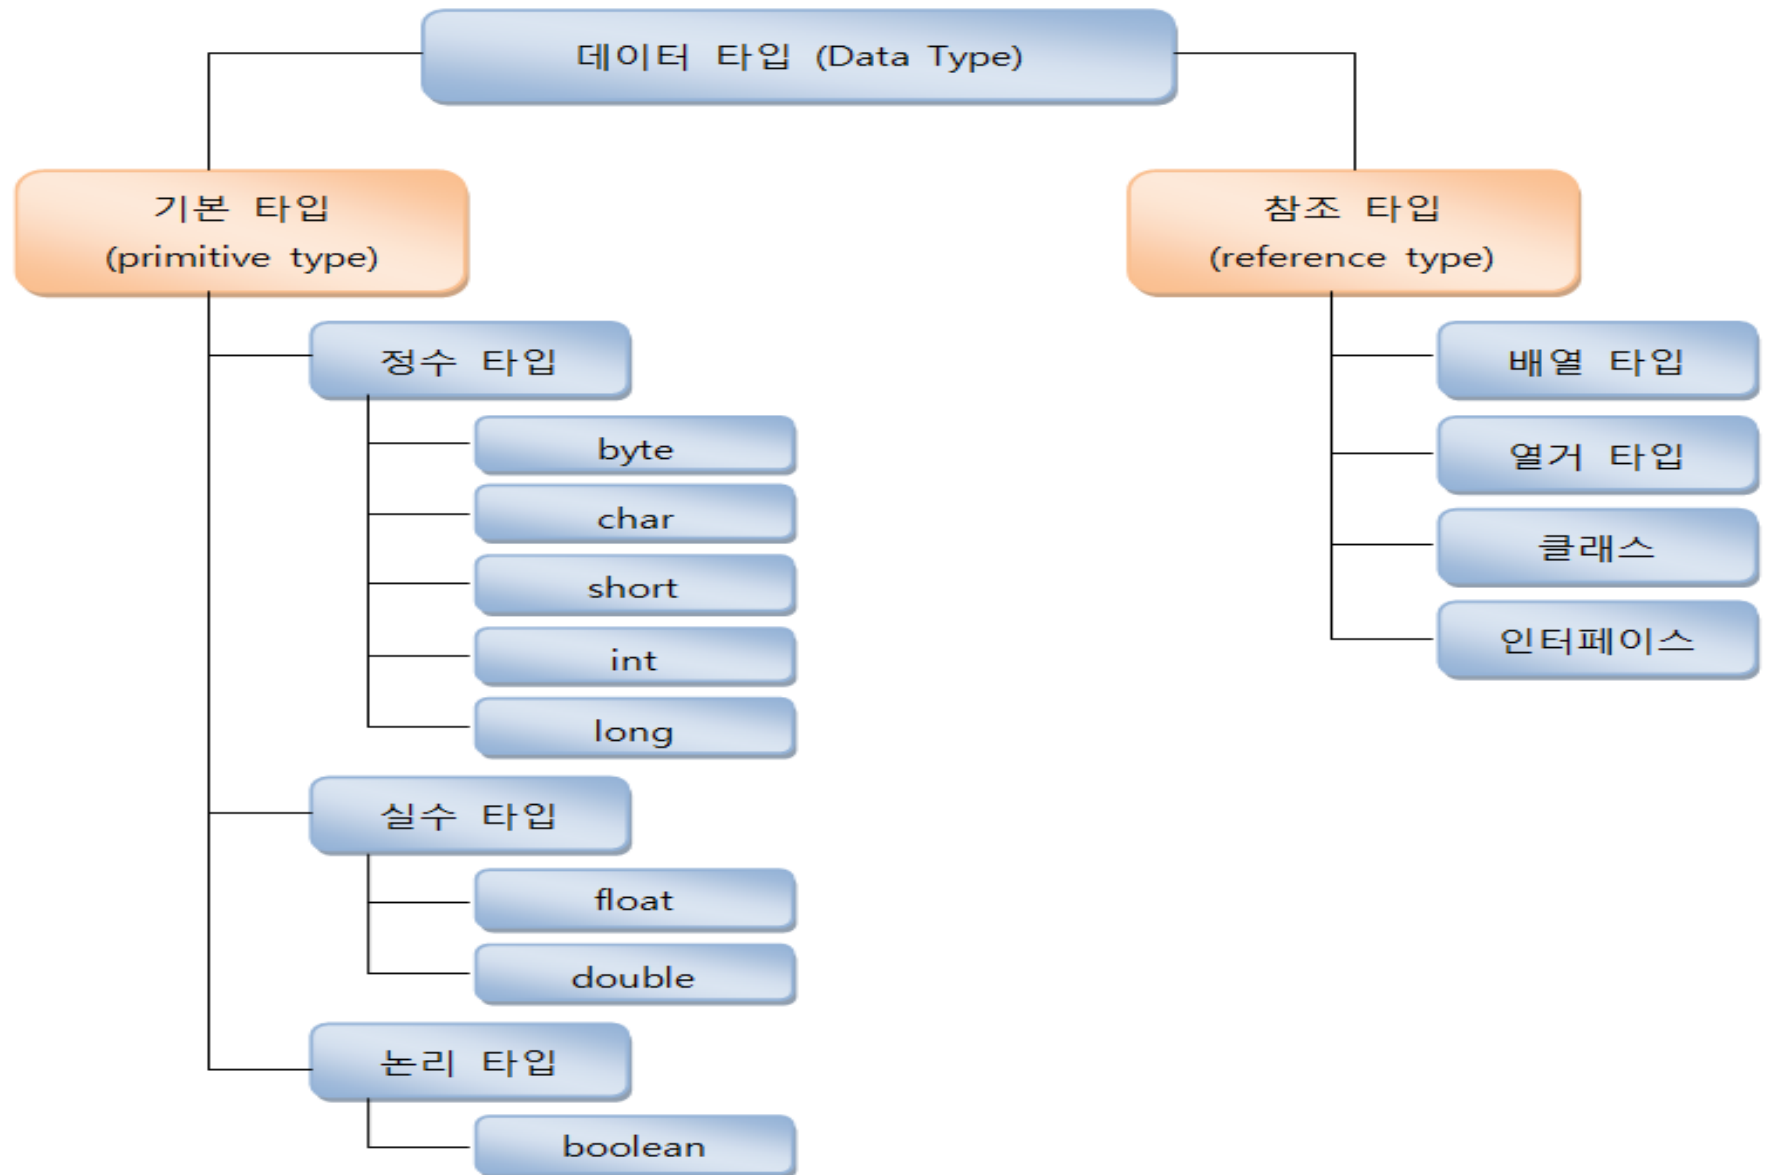 데이터 타입 (Data Type)
기본 타입
(primitive type)
정수 타입
byte
char
short
int
long
실수 타입
float
double
논리 타입
boolean
참조 타입
(reference type)
배열 타입
열거 타입
클래스
인터페이스